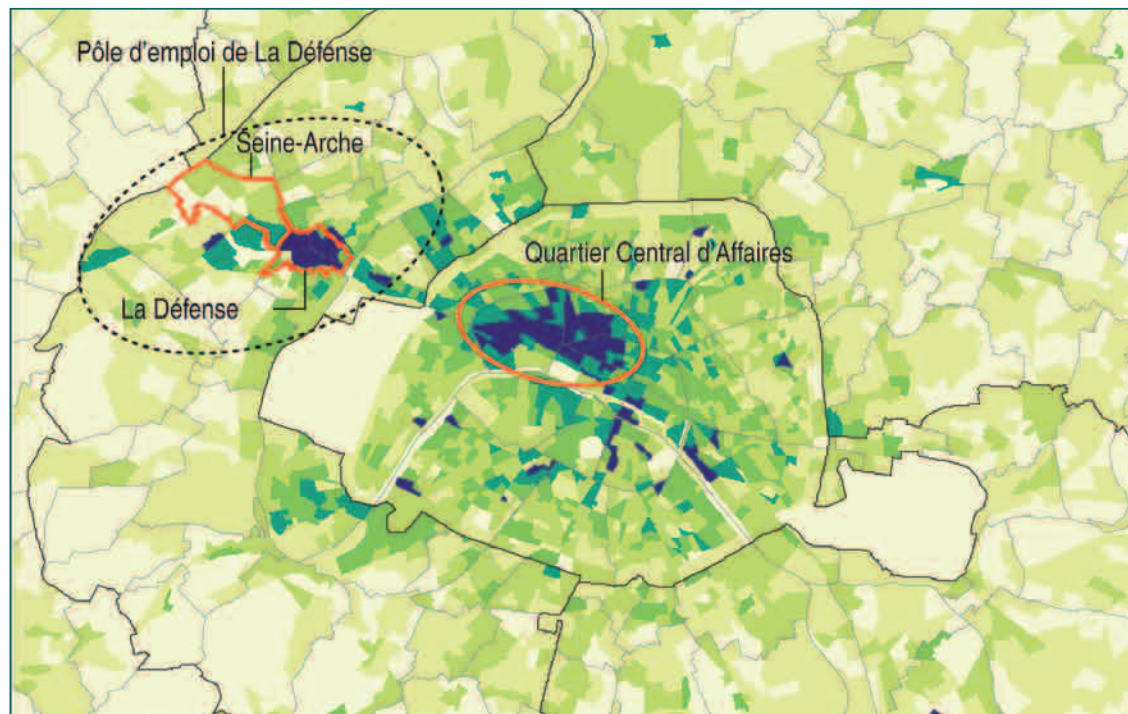 Pôle d'emploi de La Défense
Seine-Arche
Quartier Central d'Affaires
La Défense